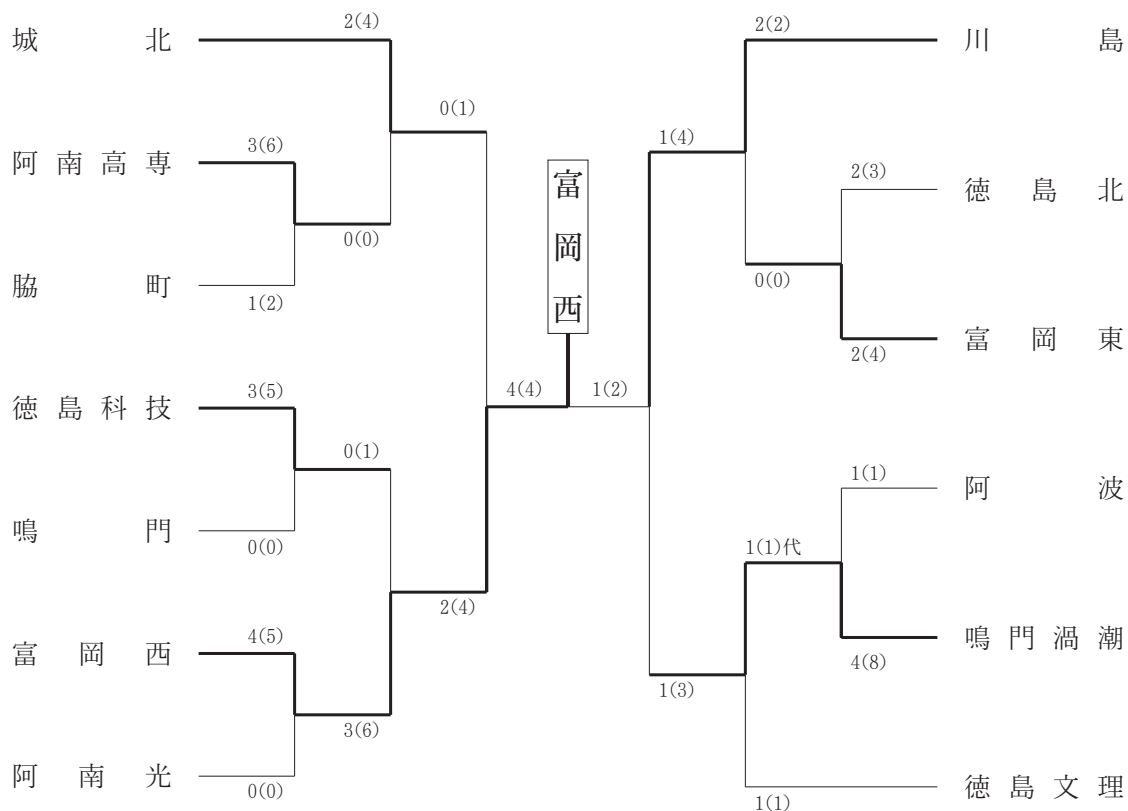 城北
2(4)
0(1)
阿南高専
3(6)
0(0)
脇町
1(2)
徳島科技
3(5)
0(1)
鳴門
0(0)
富岡西
4(5)
2(4)
3(6)
阿南光
0(0)
富岡西
4(4)
1(2)
2(2)
川島
1(4)
2(3)
徳島北
0(0)
2(4)
富岡東
1(1)
阿波
1(1)代
4(8)
鳴門渦潮
1(3)
1(1)
徳島文理